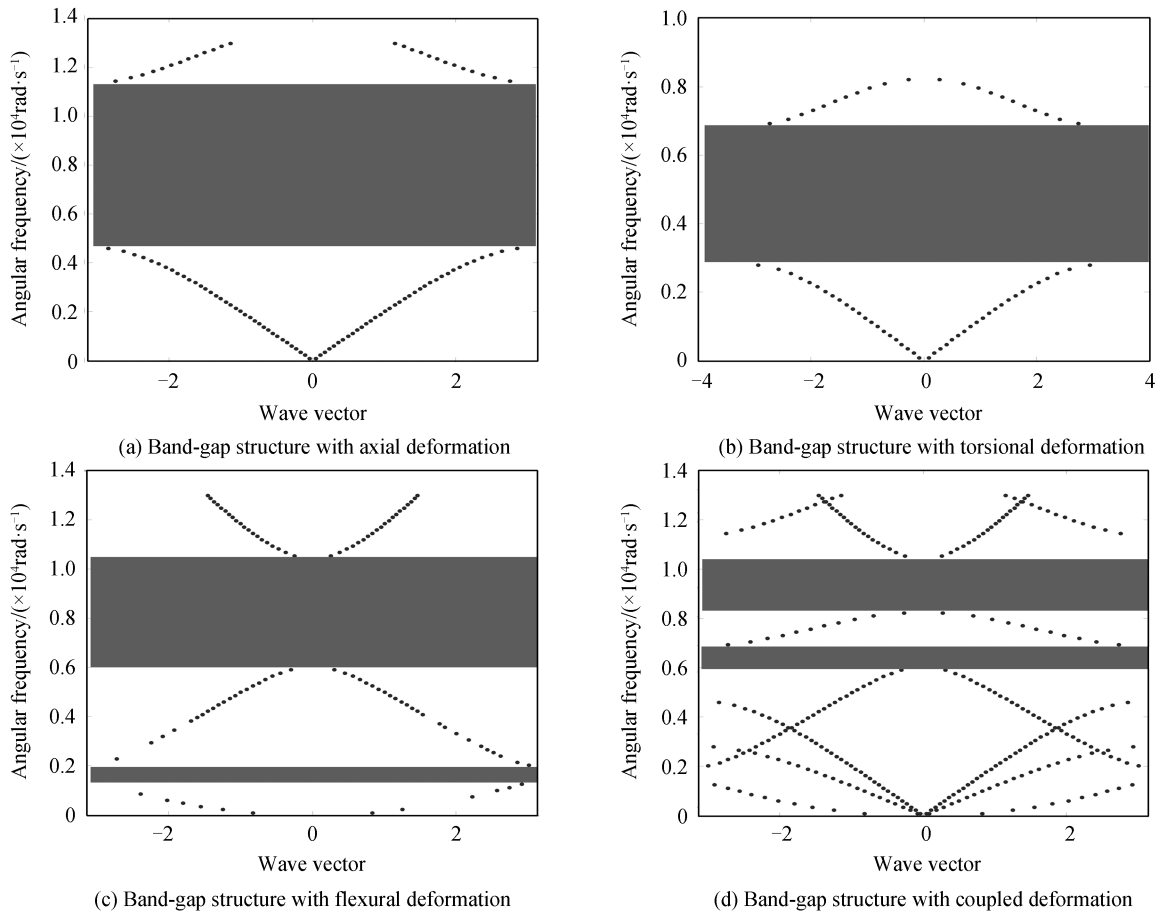 1.4
1.2
1.0
0.8
0.6
0.4
0.2
0
Angular frequency/(×10⁴rad·s⁻¹)
−2 0 2
Wave vector
(a) Band-gap structure with axial deformation
1.0
0.8
0.6
0.4
0.2
0
Angular frequency/(×10⁴rad·s⁻¹)
−4 −2 0 2 4
Wave vector
(b) Band-gap structure with torsional deformation
1.4
1.2
1.0
0.8
0.6
0.4
0.2
0
Angular frequency/(×10⁴rad·s⁻¹)
−2 0 2
Wave vector
(c) Band-gap structure with flexural deformation
1.4
1.2
1.0
0.8
0.6
0.4
0.2
0
Angular frequency/(×10⁴rad·s⁻¹)
−2 0 2
Wave vector
(d) Band-gap structure with coupled deformation